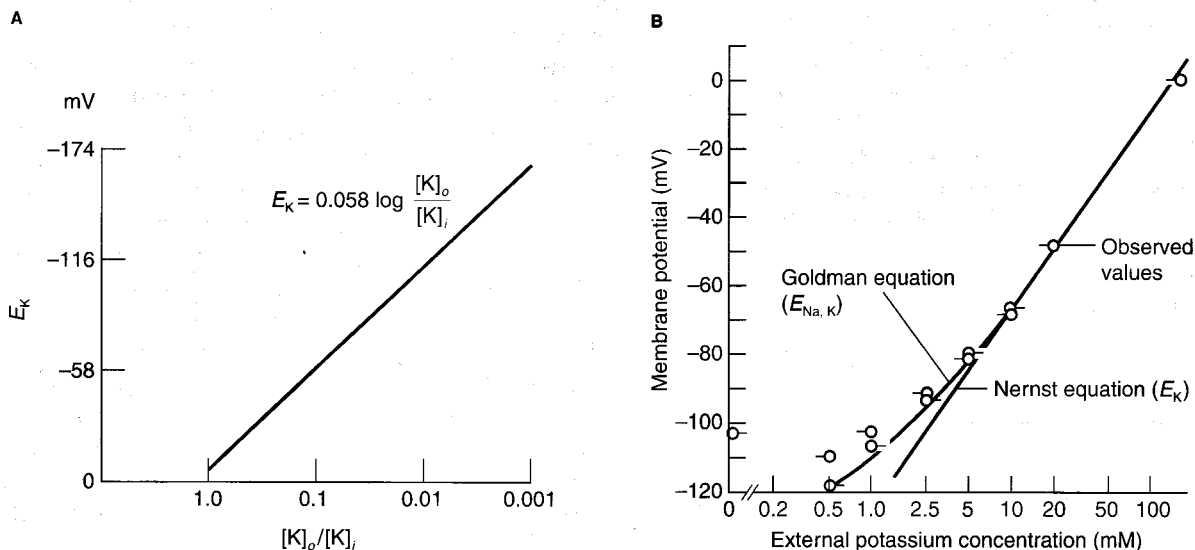 A
mV
−174
−116
−58
0
E_K
E_K = 0.058 log [K]_o / [K]_i
1.0 0.1 0.01 0.001
[K]_o/[K]_i
B
Membrane potential (mV)
0
−20
−40
−60
−80
−100
−120
Observed
values
Goldman equation
(E_Na, K)
Nernst equation (E_K)
0 0.2 0.5 1.0 2.5 5 10 20 50 100
External potassium concentration (mM)